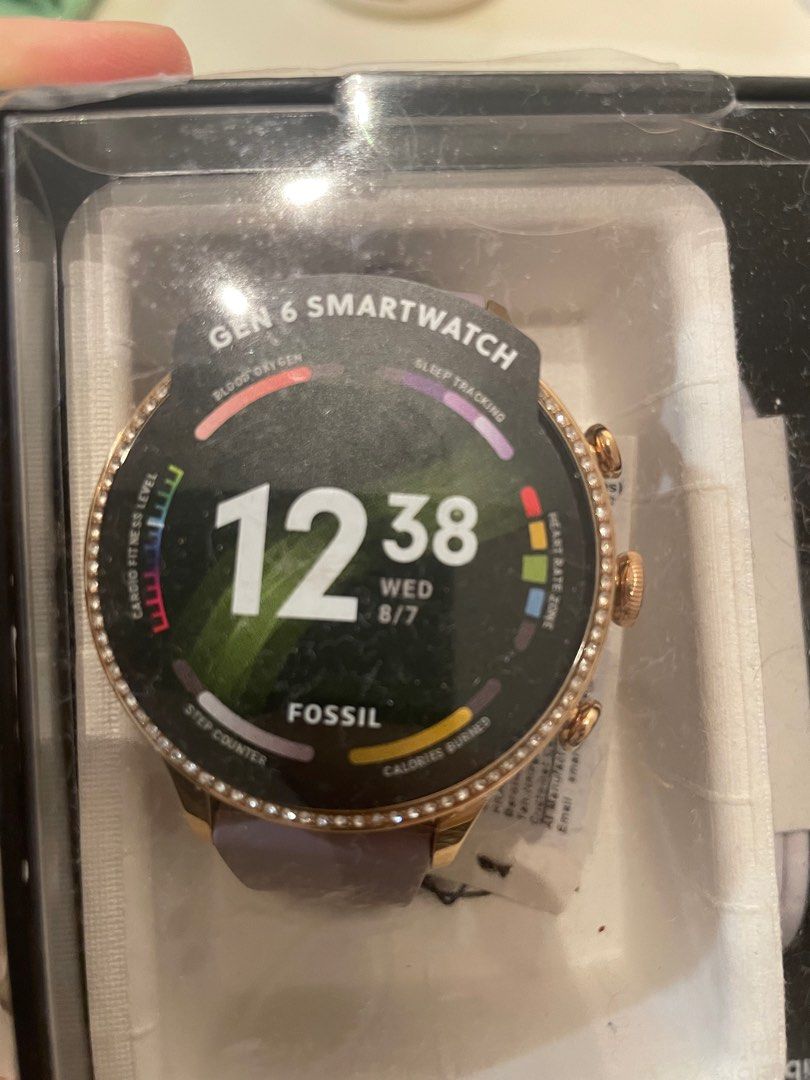 GEN 6 SMARTWATCH
BLOOD OXYGEN
SLEEP TRACKING
CARDIO FITNESS LEVEL
HEART RATE ZONE
12 38
WED
8/7
FOSSIL
STEP COUNTER
CALORIES BURNED
Email